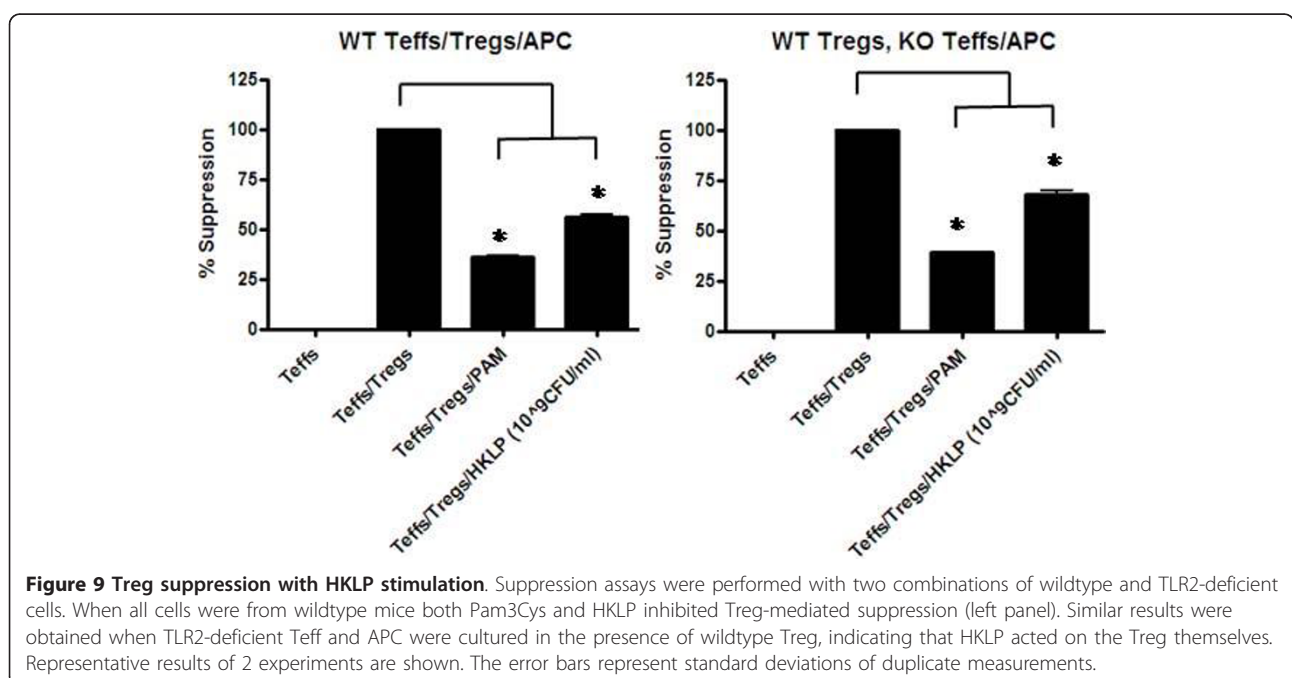 WT Teffs/Tregs/APC
125
100
75
50
25
0
% Suppression
*
*
Teffs
Teffs/Tregs
Teffs/Tregs/PAM
Teffs/Tregs/HKLP (10^9CFU/ml)
WT Tregs, KO Teffs/APC
125
100
75
50
25
0
% Suppression
*
*
Teffs
Teffs/Tregs
Teffs/Tregs/PAM
Teffs/Tregs/HKLP (10^9CFU/ml)
Figure 9 Treg suppression with HKLP stimulation. Suppression assays were performed with two combinations of wildtype and TLR2-deficient
cells. When all cells were from wildtype mice both Pam3Cys and HKLP inhibited Treg-mediated suppression (left panel). Similar results were
obtained when TLR2-deficient Teff and APC were cultured in the presence of wildtype Treg, indicating that HKLP acted on the Treg themselves.
Representative results of 2 experiments are shown. The error bars represent standard deviations of duplicate measurements.